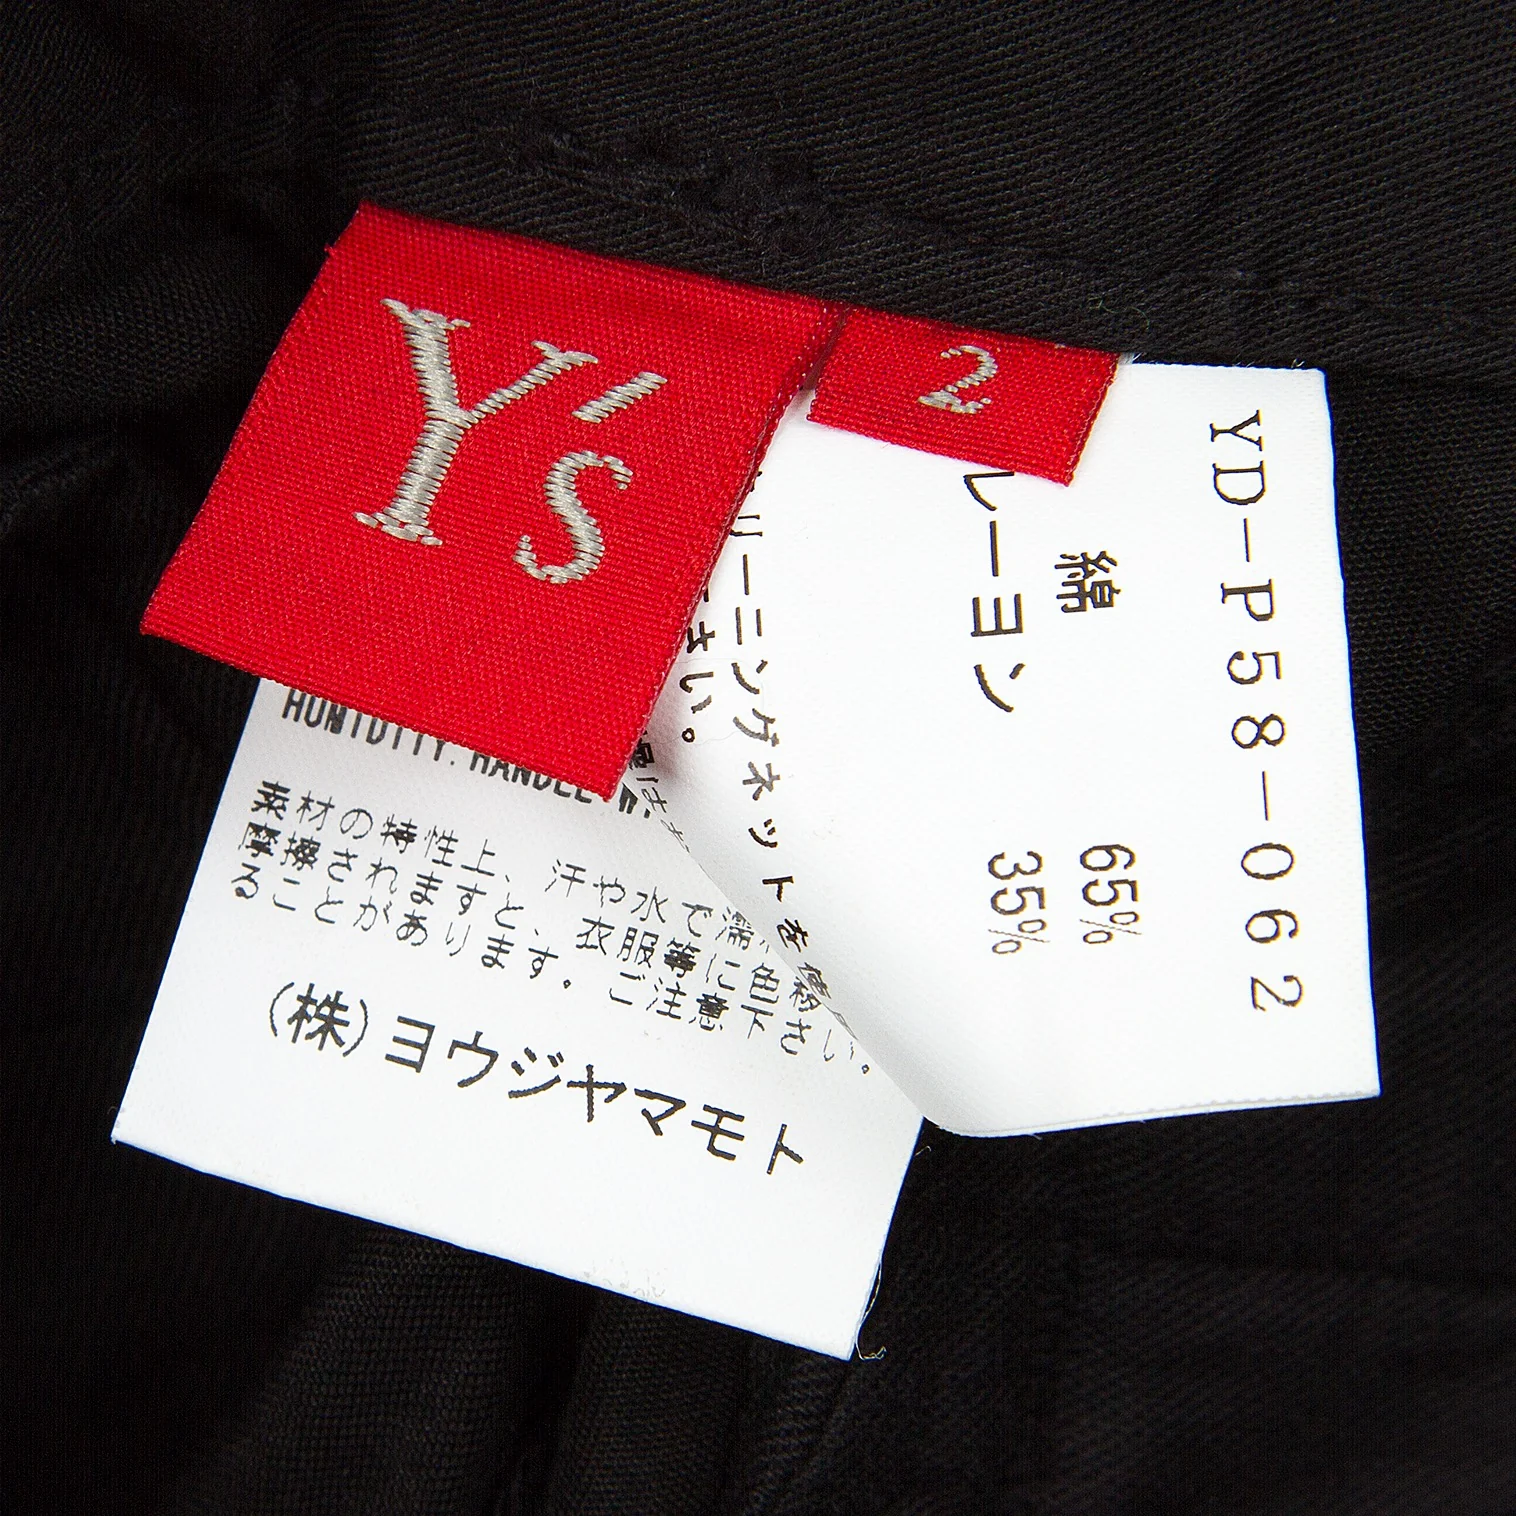 Y's
2
YD-P58-062
綿 65%
レーヨン 35%
リーニングネットを使
さい。
HUMIDITY. HANDLE
素材の特性上、汗や水で濡
摩擦されますと、衣服等に色移
ることがあります。ご注意下さい。
(株)ヨウジヤマモト